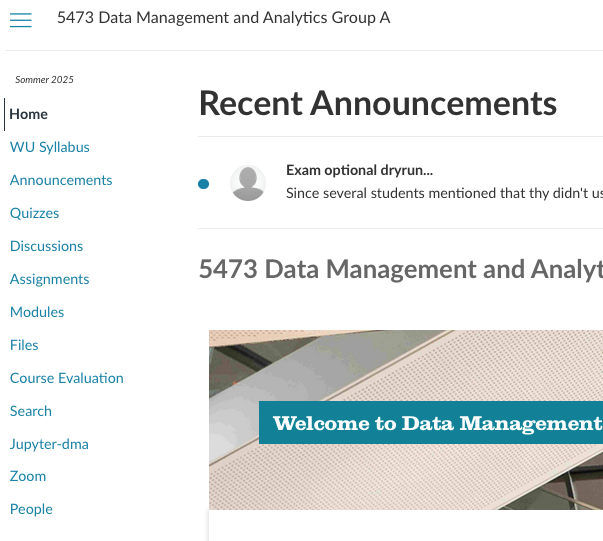 5473 Data Management and Analytics Group A
Sommer 2025
Home
WU Syllabus
Announcements
Quizzes
Discussions
Assignments
Modules
Files
Course Evaluation
Search
Jupyter-dma
Zoom
People
Recent Announcements
Exam optional dryrun...
Since several students mentioned that thy didn't us
5473 Data Management and Analyt
Welcome to Data Management